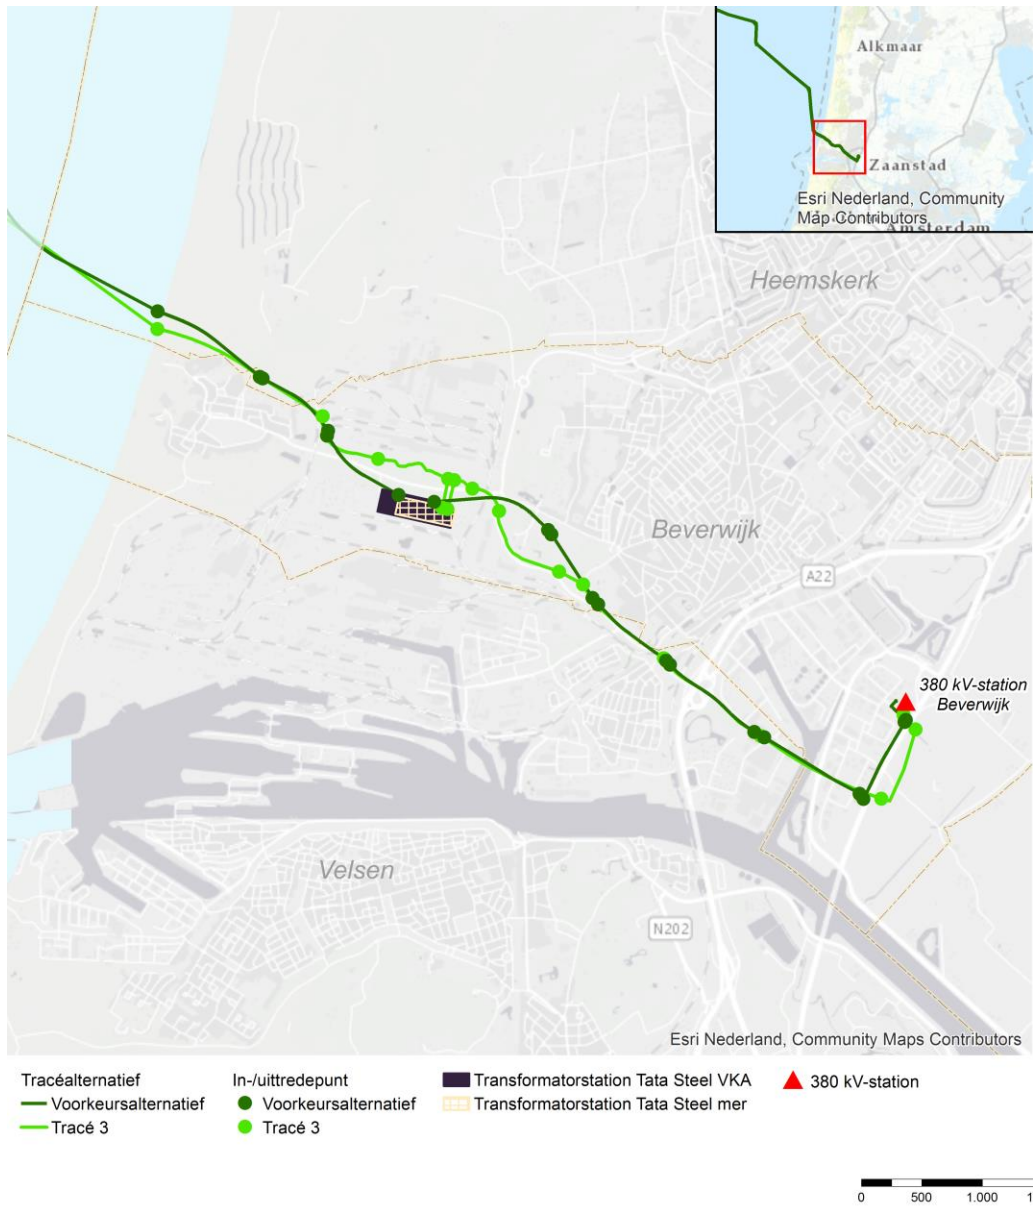 Alkmaar
Zaanstad
Esri Nederland, Community
Map Contributors
Amsterdam
Heemskerk
Beverwijk
A22
380 kV-station
Beverwijk
Velsen
N202
Esri Nederland, Community Maps Contributors
Tracéalternatief
Voorkeursalternatief
Tracé 3
In-/uittredepunt
Voorkeursalternatief
Tracé 3
Transformatorstation Tata Steel VKA
Transformatorstation Tata Steel mer
380 kV-station
0 500 1.000